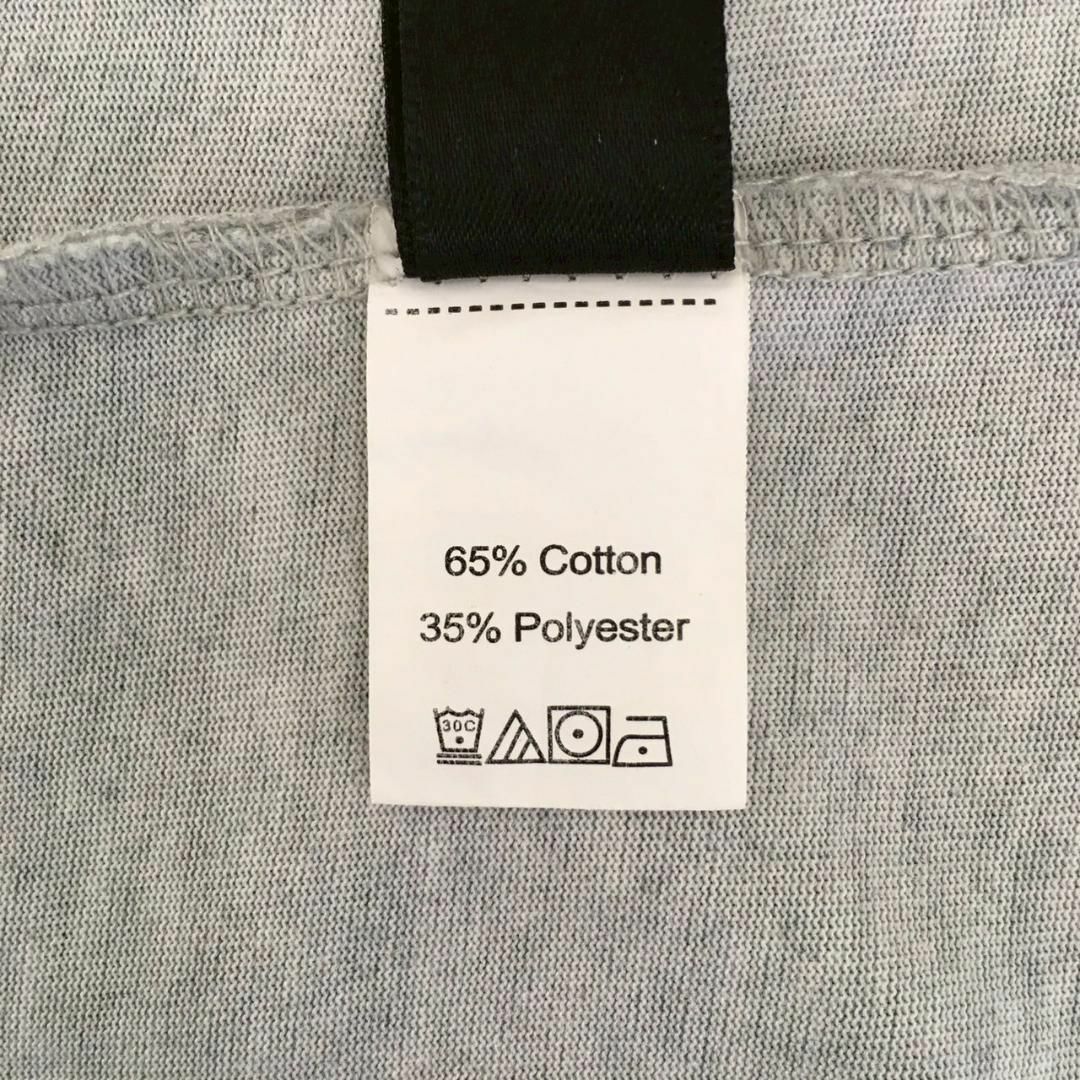 65% Cotton
35% Polyester
30C